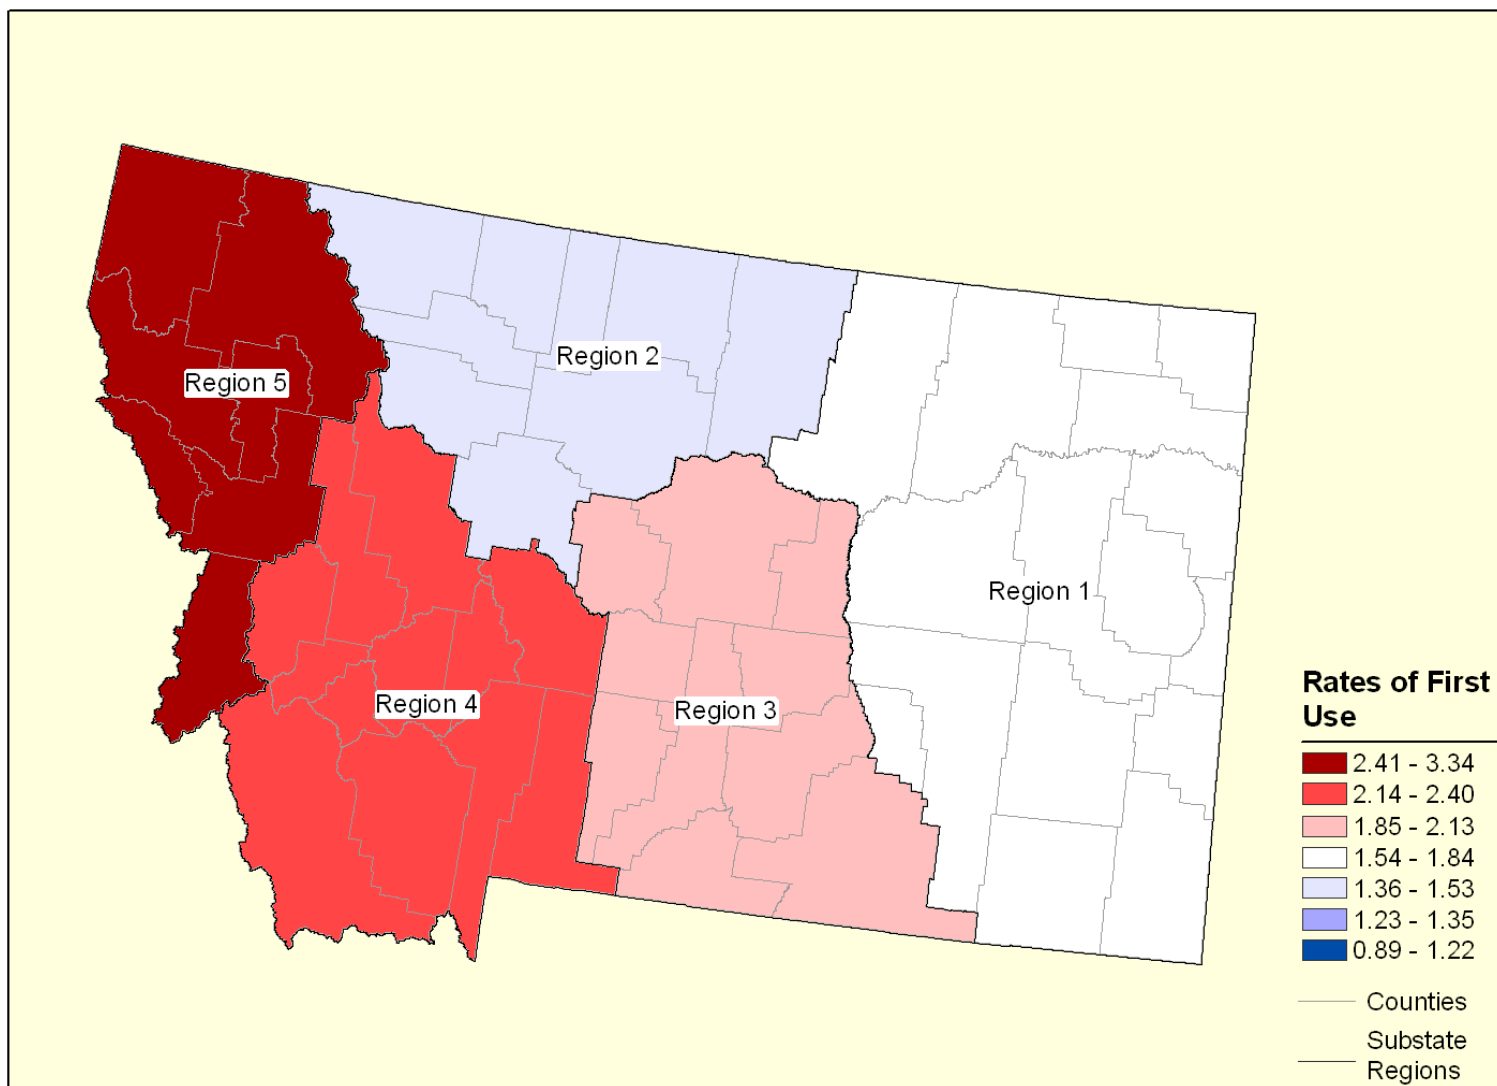 Region 2
Region 5
Region 1
Region 4
Region 3
Rates of First
Use
2.41 - 3.34
2.14 - 2.40
1.85 - 2.13
1.54 - 1.84
1.36 - 1.53
1.23 - 1.35
0.89 - 1.22
Counties
Substate
Regions